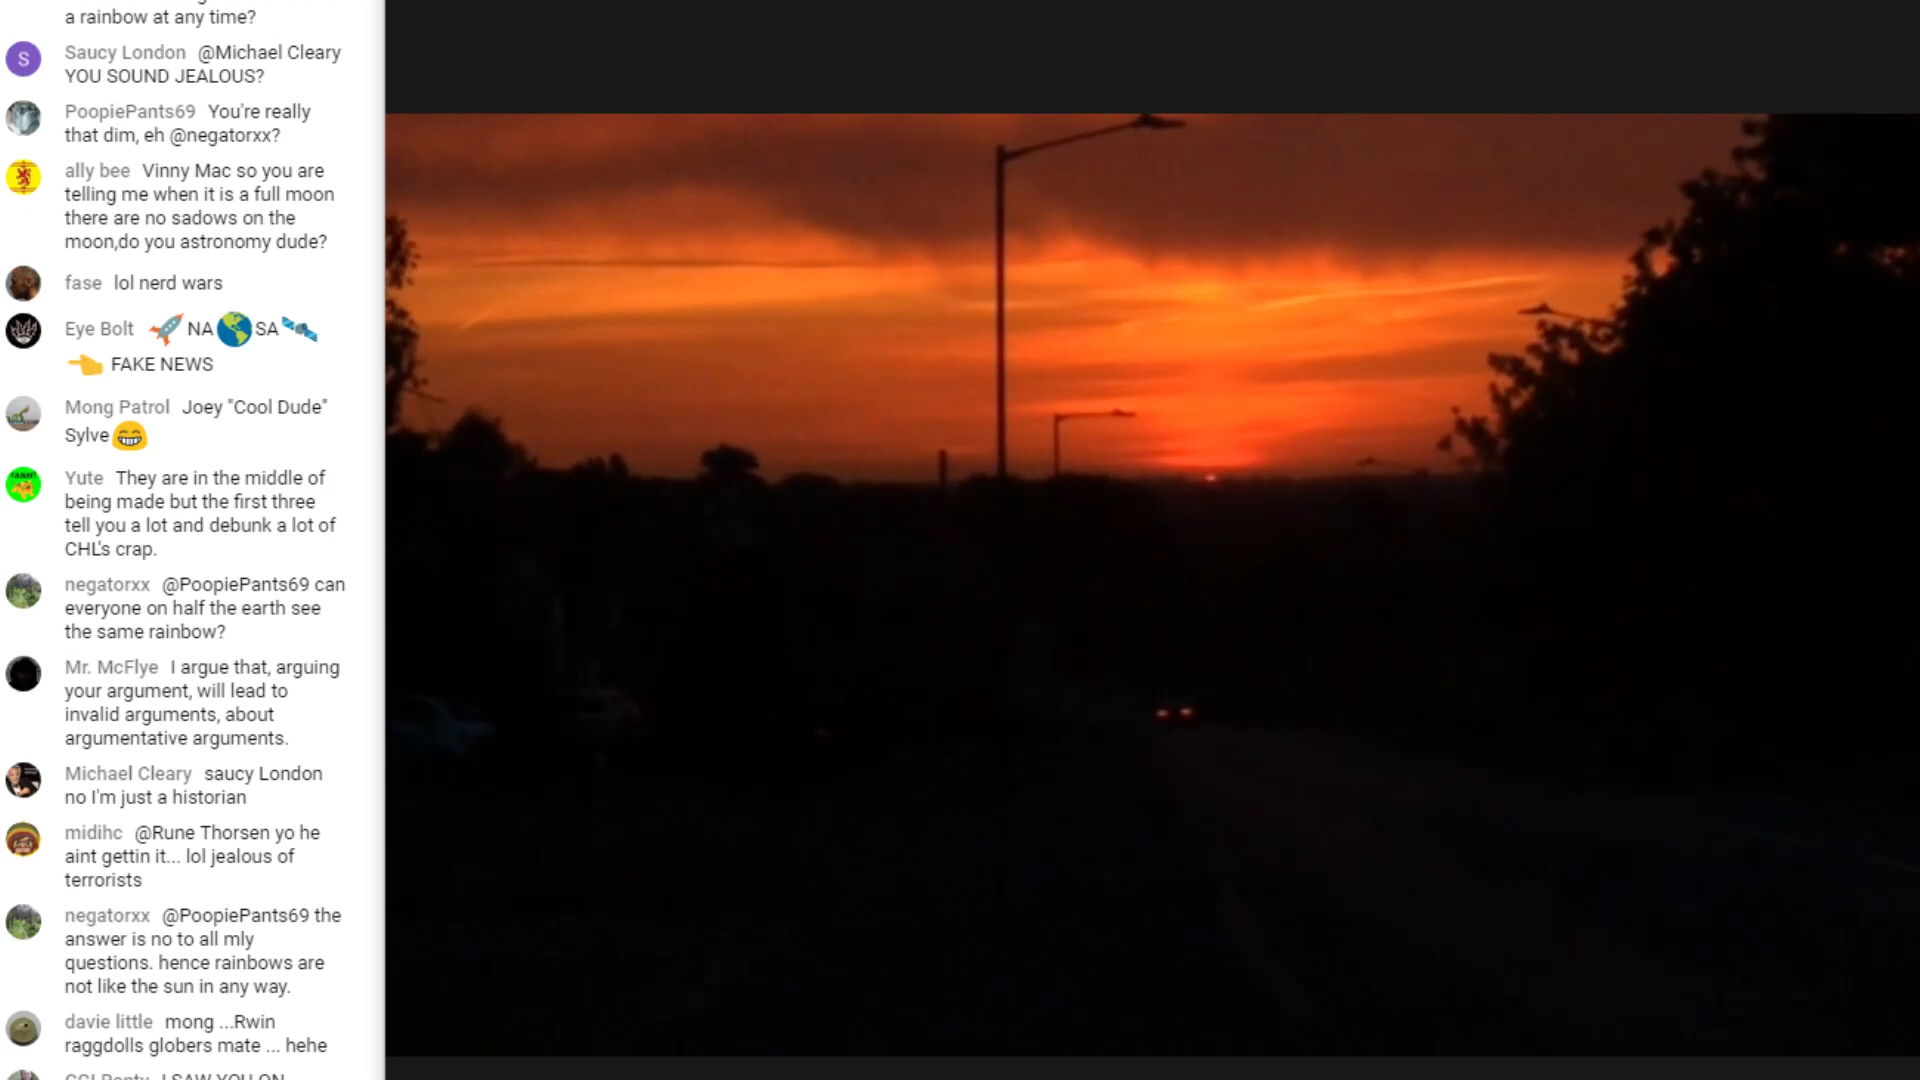 a rainbow at any time?
Saucy London @Michael Cleary
YOU SOUND JEALOUS?
S
PoopiePants69 You're really
that dim, eh @negatorxx?
ally bee Vinny Mac so you are
telling me when it is a full moon
there are no sadows on the
moon,do you astronomy dude?
fase lol nerd wars
Eye Bolt NA SA
FAKE NEWS
Mong Patrol Joey "Cool Dude"
Sylve
Yute They are in the middle of
being made but the first three
tell you a lot and debunk a lot of
CHL's crap.
negatorxx @PoopiePants69 can
everyone on half the earth see
the same rainbow?
Mr. McFlye I argue that, arguing
your argument, will lead to
invalid arguments, about
argumentative arguments.
Michael Cleary saucy London
no I'm just a historian
midihc @Rune Thorsen yo he
aint gettin it... lol jealous of
terrorists
negatorxx @PoopiePants69 the
answer is no to all mly
questions. hence rainbows are
not like the sun in any way.
davie little mong ...Rwin
raggdolls globers mate ... hehe
I SAW YOU ON